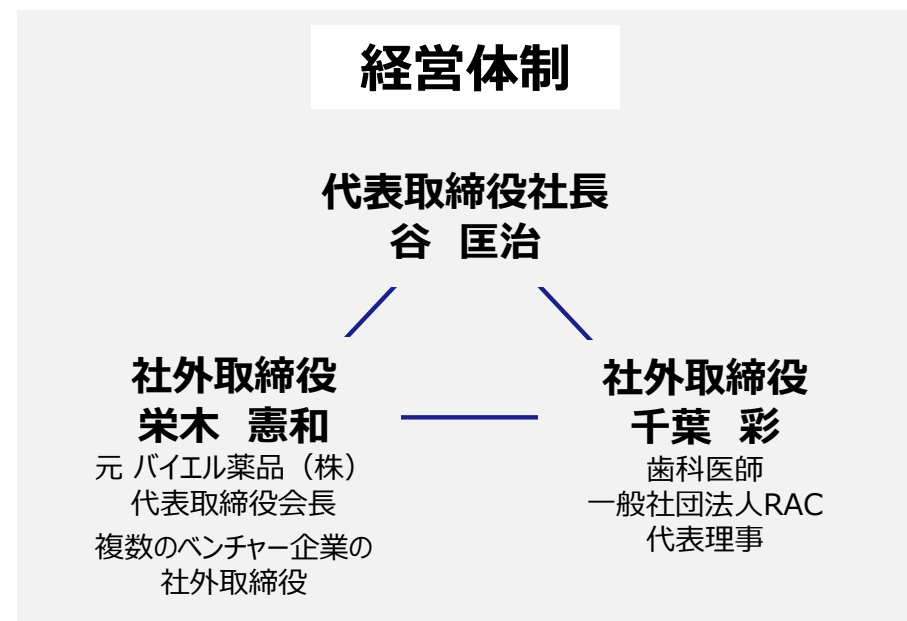 経営体制
代表取締役社長
谷 匡治
社外取締役
栄木 憲和
元 バイエル薬品（株）
代表取締役会長
複数のベンチャー企業の
社外取締役
社外取締役
千葉 彩
歯科医師
一般社団法人RAC
代表理事